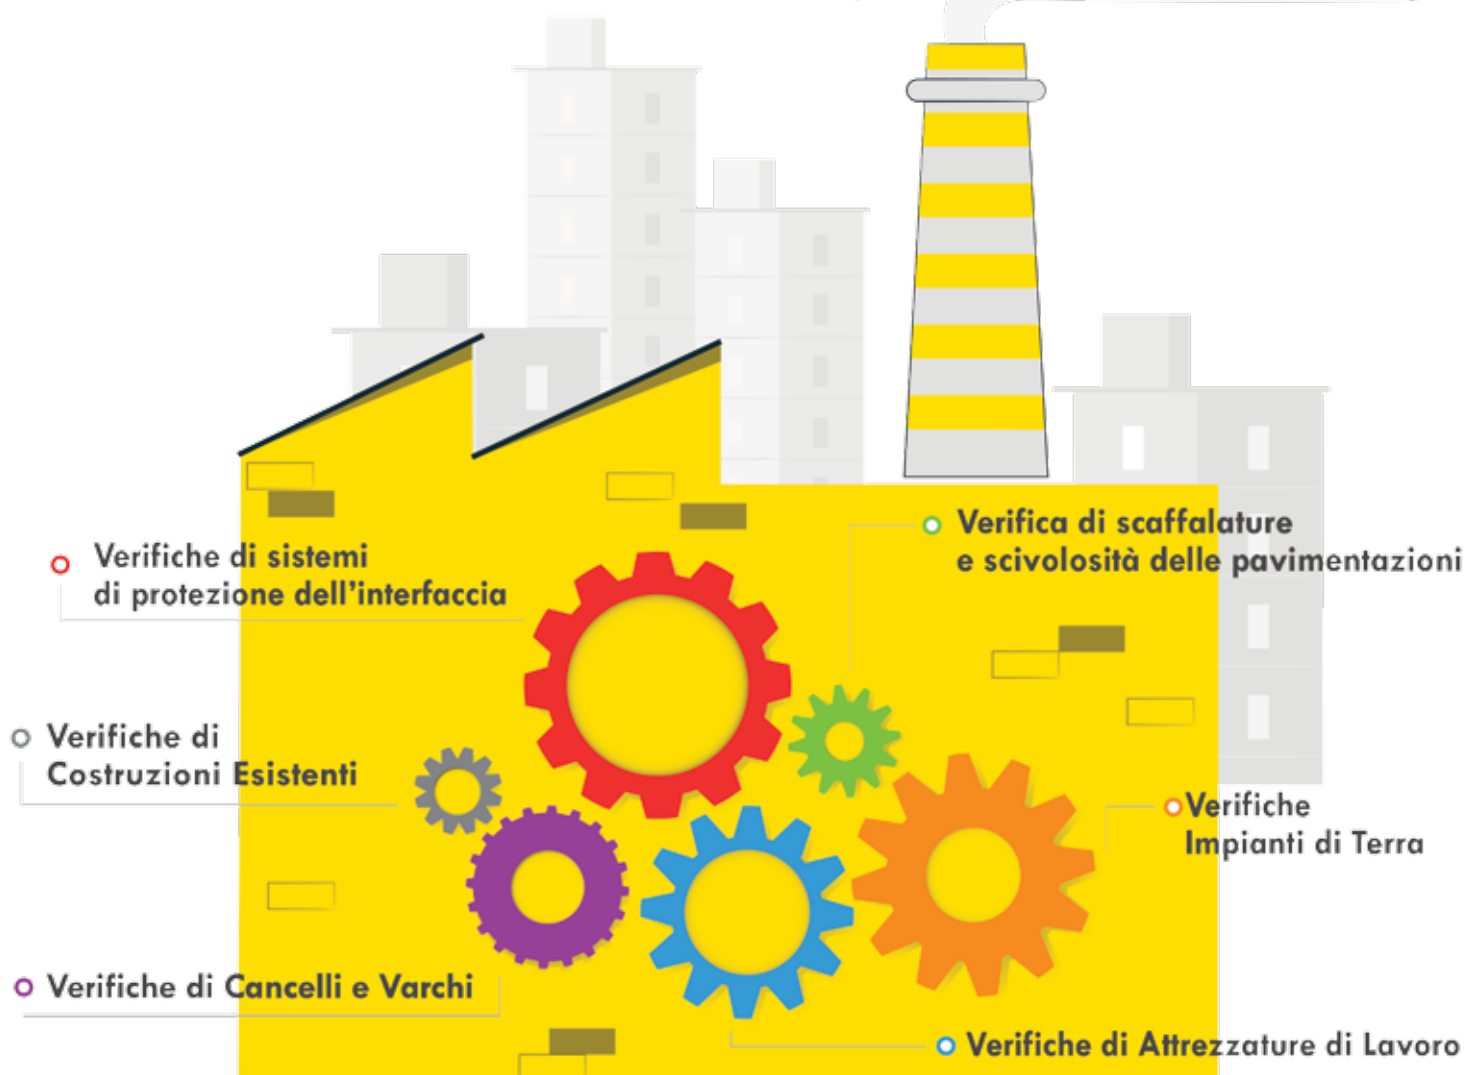 Verifica di scaffalature
e scivolosità delle pavimentazioni
Verifiche di sistemi
di protezione dell'interfaccia
Verifiche di
Costruzioni Esistenti
Verifiche
Impianti di Terra
Verifiche di Cancelli e Varchi
Verifiche di Attrezzature di Lavoro